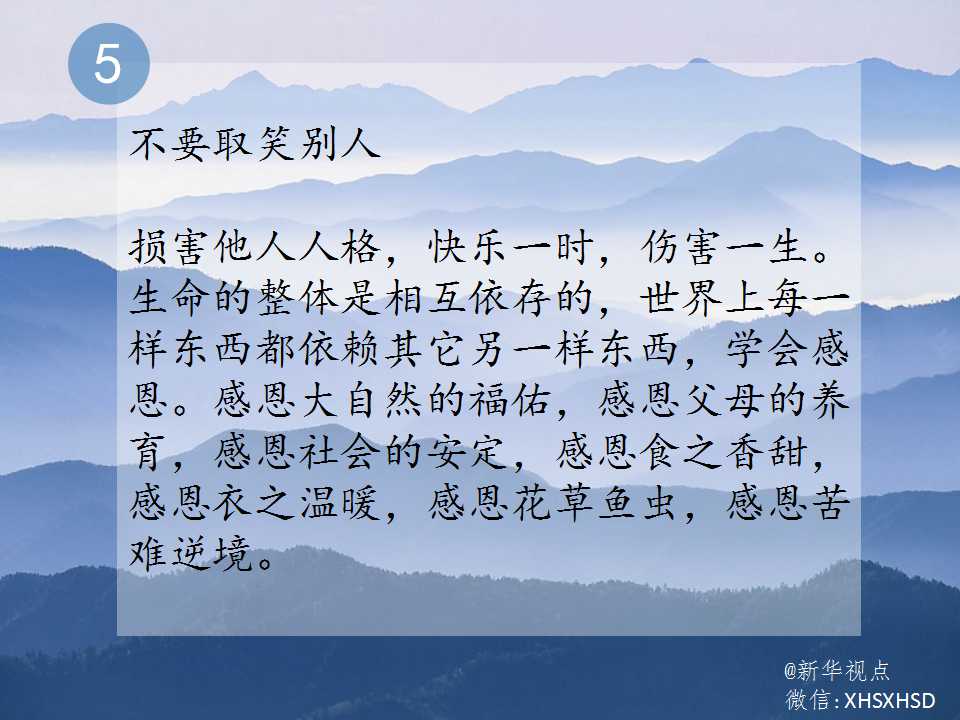 5
不要取笑别人
损害他人人格，快乐一时，伤害一生。
生命的整体是相互依存的，世界上每一
样东西都依赖其它另一样东西，学会感
恩。感恩大自然的福佑，感恩父母的养
育，感恩社会的安定，感恩食之香甜，
感恩衣之温暖，感恩花草鱼虫，感恩苦
难逆境。
@新华视点
微信:XHSXHSD